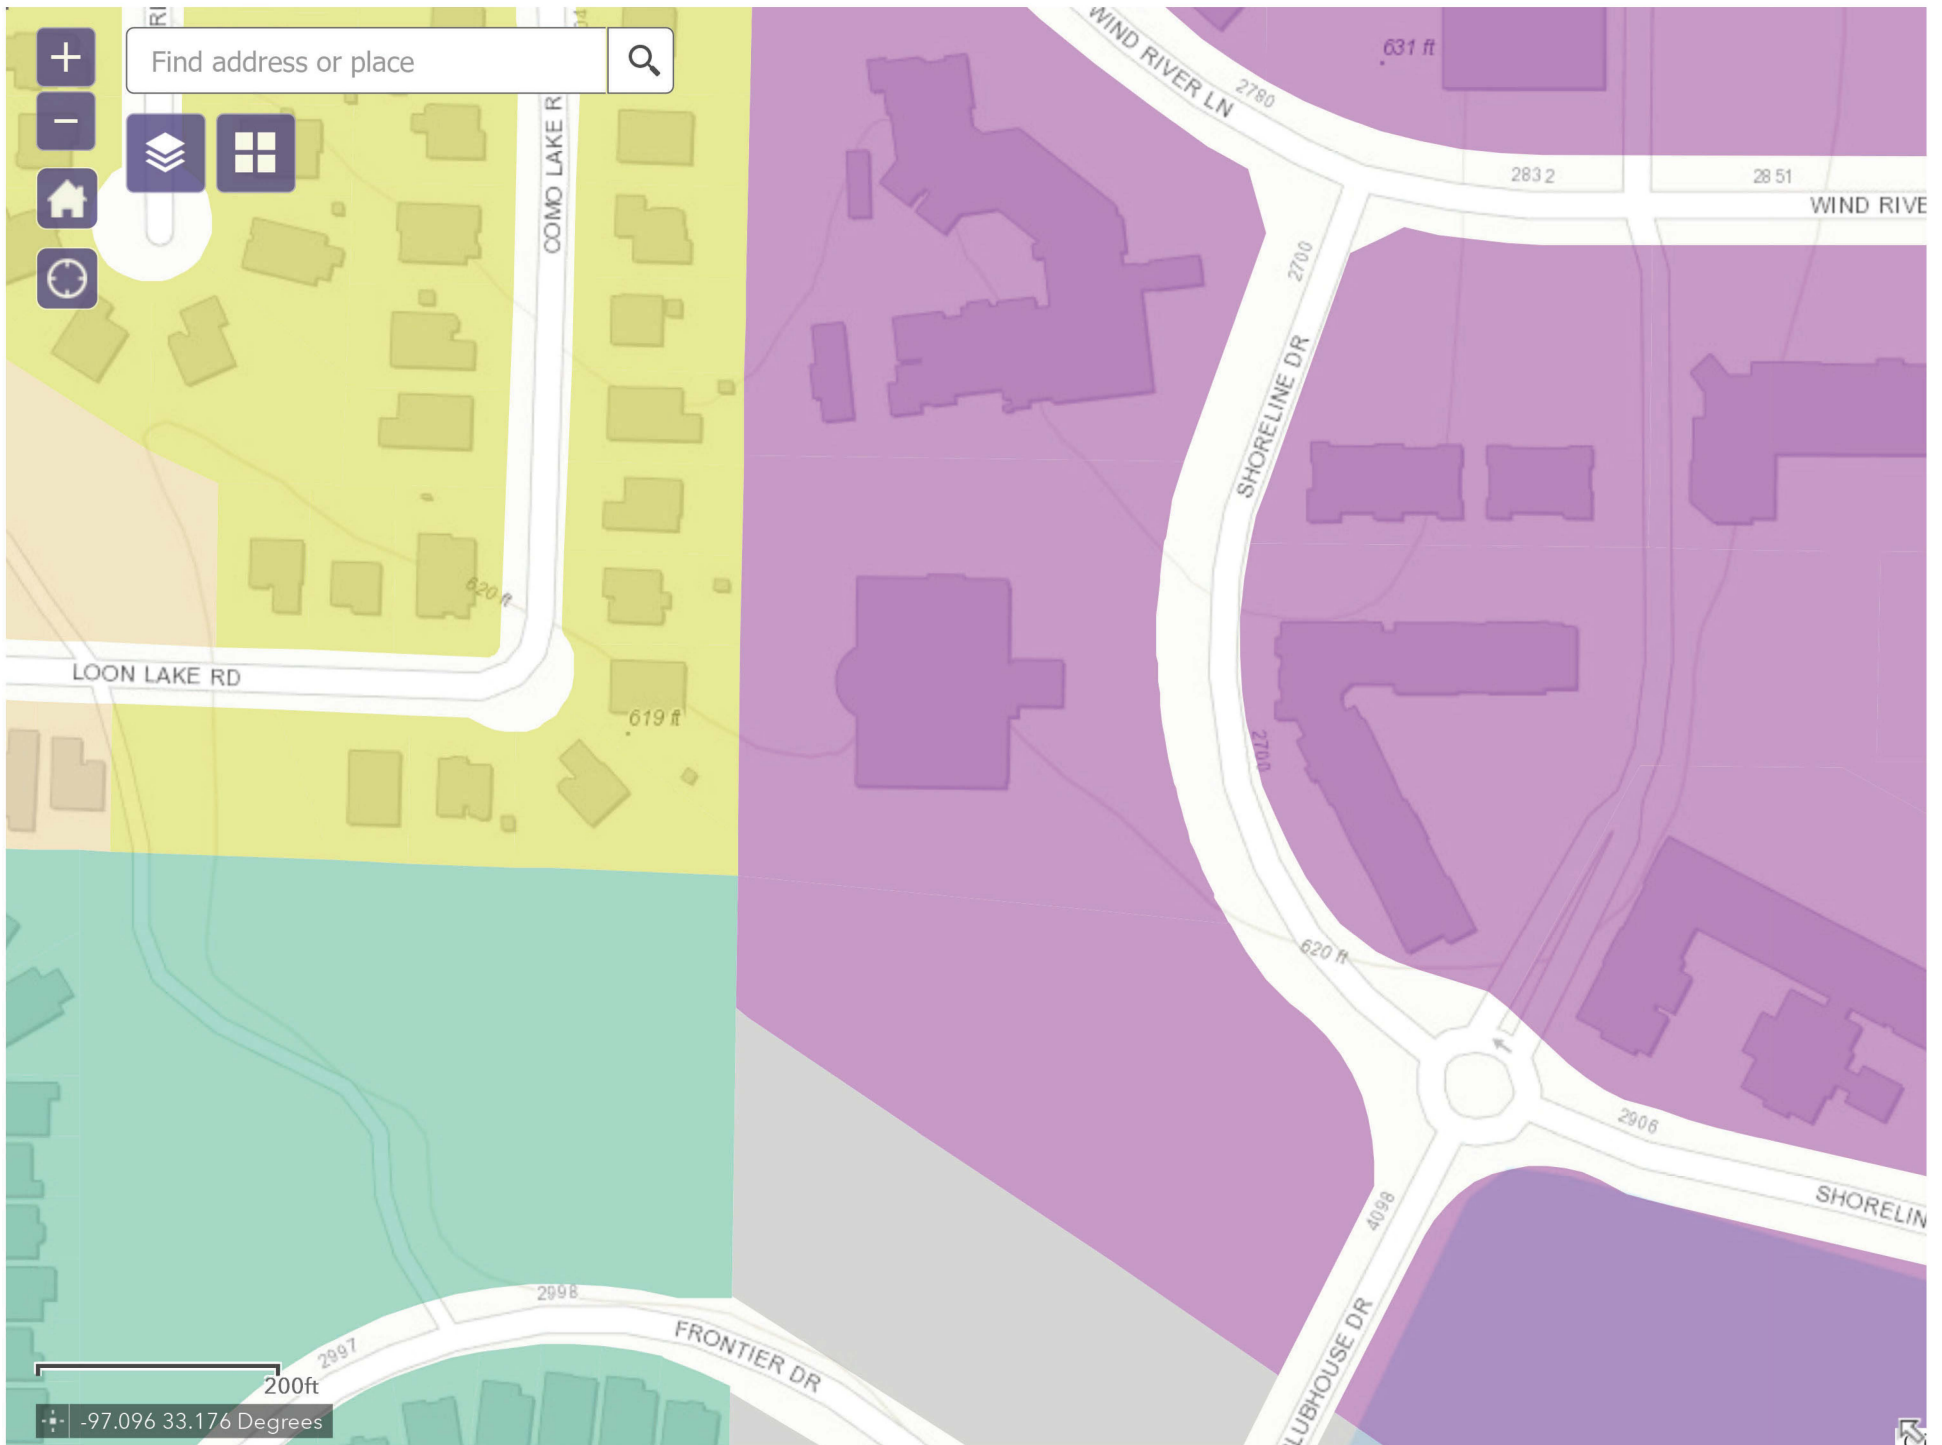 Find address or place
RI
04
WIND RIVER LN
2780
631 ft
COMO LAKE R
2832
2851
WIND RIVE
2700
SHORELINE DR
620 ft
LOON LAKE RD
619 ft
2700
620 ft
2906
4098
SHORELIN
2998
FRONTIER DR
2997
LUBHOUSE DR
200ft
-97.096 33.176 Degrees